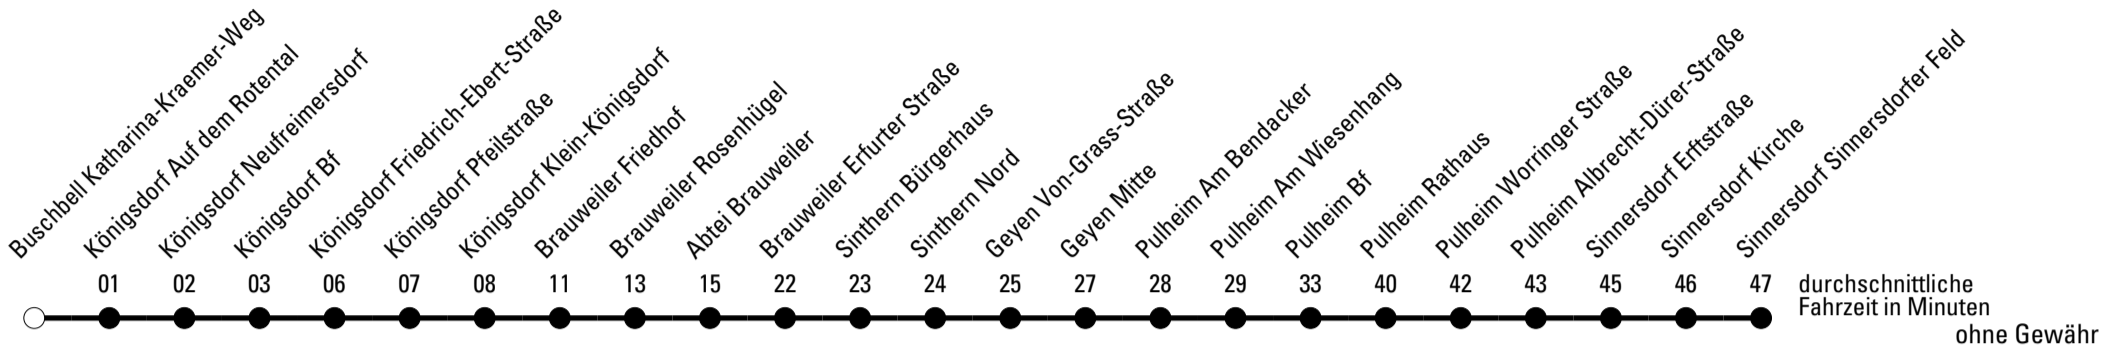 Buschbell Katharina-Kraemer-Weg
Königsdorf Auf dem Rotental
Königsdorf Neufreimersdorf
Königsdorf Bf
Königsdorf Friedrich-Ebert-Straße
Königsdorf Pfeilstraße
Königsdorf Klein-Königsdorf
Brauweiler Friedhof
Brauweiler Rosenhügel
Abtei Brauweiler
Brauweiler Erfurter Straße
Sinthern Bürgerhaus
Sinthern Nord
Geyen Von-Grass-Straße
Geyen Mitte
Pulheim Am Bendacker
Pulheim Am Wiesenhang
Pulheim Bf
Pulheim Rathaus
Pulheim Worringer Straße
Pulheim Albrecht-Dürer-Straße
Sinnersdorf Erftstraße
Sinnersdorf Kirche
Sinnersdorf Sinnersdorfer Feld
01 02 03 06 07 08 11 13 15 22 23 24 25 27 28 29 33 40 42 43 45 46 47 durchschnittliche
Fahrzeit in Minuten
ohne Gewähr